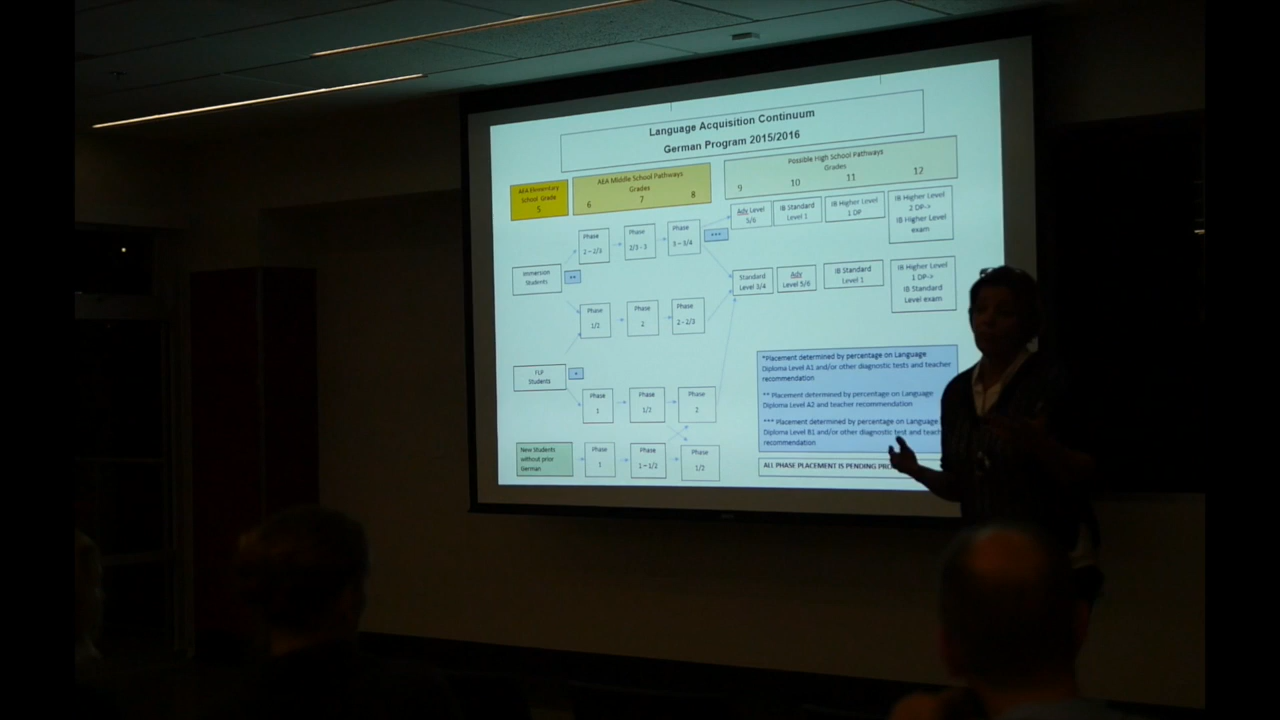 Language Acquisition Continuum
German Program 2015/2016
AEA Elementary
School Grade
5
AEA Middle School Pathways
Grades
6 7 8
Possible High School Pathways
Grades
9 10 11 12
Phase
2 – 2/3
Phase
2/3 - 3
Phase
3 – 3/4
***
Adv Level
5/6
IB Standard
Level 1
IB Higher Level
1 DP
IB Higher Level
2 DP->
IB Higher Level
exam
Immersion
Students
**
Standard
Level 3/4
Adv
Level 5/6
IB Standard
Level 1
IB Higher Level
1 DP->
IB Standard
Level exam
Phase
1/2
Phase
2
Phase
2 - 2/3
FLP
Students
*
Phase
1
Phase
1/2
Phase
2
New Students
without prior
German
Phase
1
Phase
1 – 1/2
Phase
1/2
*Placement determined by percentage on Language
Diploma Level A1 and/or other diagnostic tests and teacher
recommendation
** Placement determined by percentage on Language
Diploma Level A2 and teacher recommendation
*** Placement determined by percentage on Language
Diploma Level B1 and/or other diagnostic test and teach
recommendation
ALL PHASE PLACEMENT IS PENDING